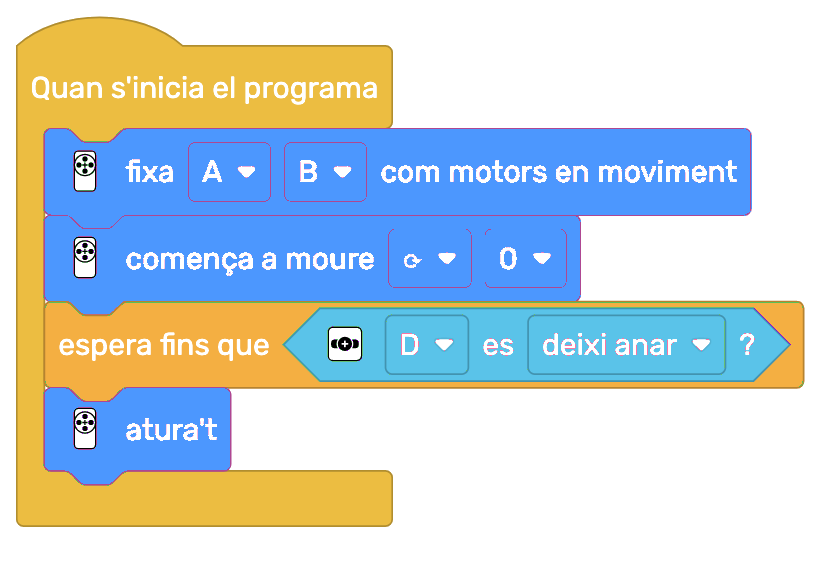 Quan s'inicia el programa
fixa A B com motors en moviment
comença a moure ⟳ 0
espera fins que D es deixi anar ?
atura't